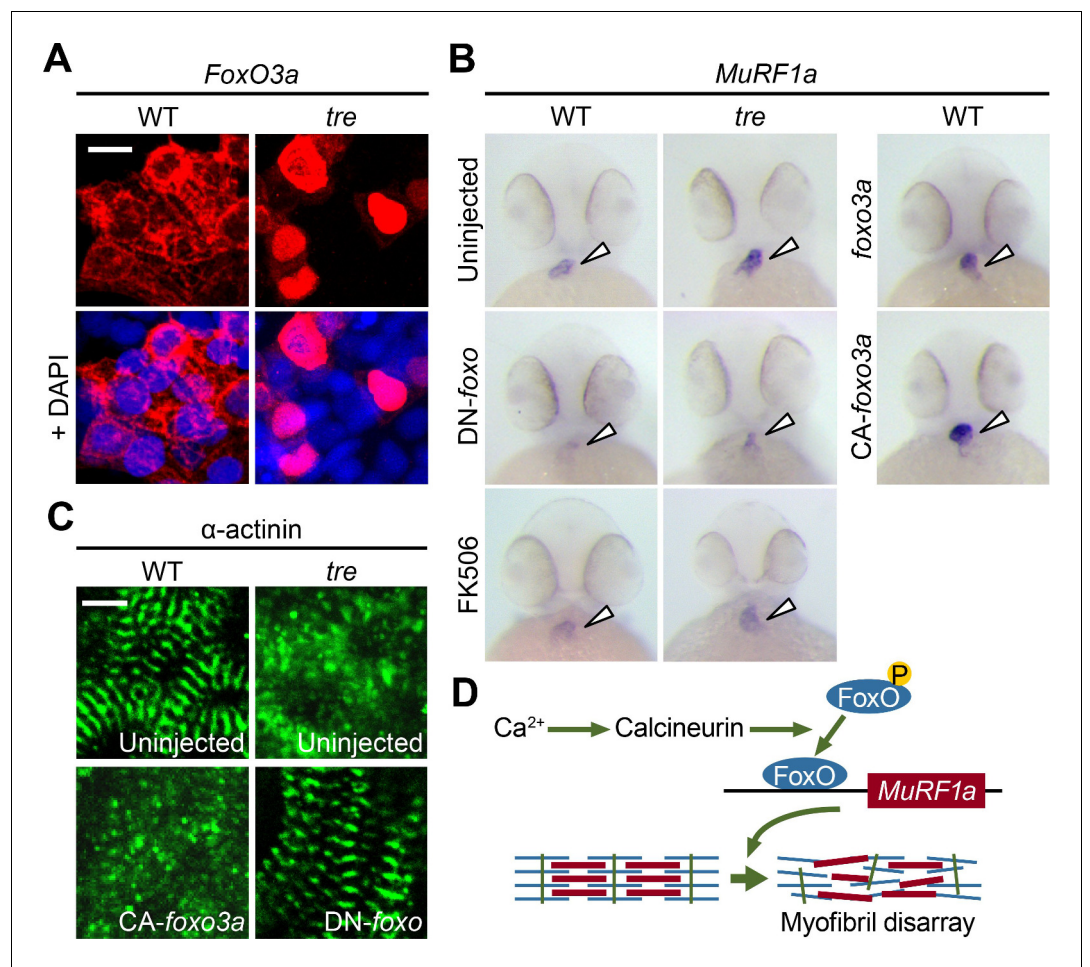 A
FoxO3a
WT tre
+ DAPI
B
MuRF1a
WT tre WT
Uninjected
DN-foxo
FK506
foxo3a
CA-foxo3a
C
α-actinin
WT tre
Uninjected Uninjected
CA-foxo3a DN-foxo
D
P
FoxO
Ca²⁺ Calcineurin
FoxO
MuRF1a
Myofibril disarray